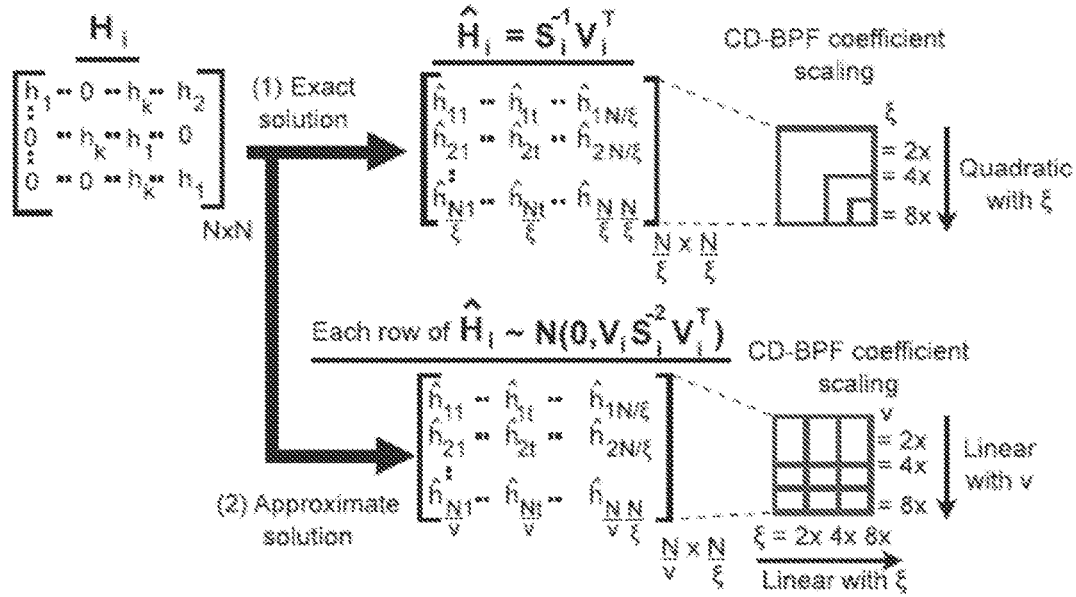 H_i
h_1 -- 0 -- h_k -- h_2
0 -- h_k -- h_1 -- 0
0 -- 0 -- h_k -- h_1
NxN
(1) Exact
solution
Ĥ_i = S_i^-1 V_i^T
ĥ_11 -- ĥ_1t -- ĥ_1N/ξ
ĥ_21 -- ĥ_2t -- ĥ_2N/ξ
ĥ_N/ξ 1 -- ĥ_N/ξ t -- ĥ_N/ξ N/ξ
N/ξ x N/ξ
CD-BPF coefficient
scaling
ξ
= 2x
= 4x
= 8x
Quadratic
with ξ
(2) Approximate
solution
Each row of Ĥ_i ~ N(0,V_i S_i^-2 V_i^T)
ĥ_11 -- ĥ_1t -- ĥ_1N/ξ
ĥ_21 -- ĥ_2t -- ĥ_2N/ξ
ĥ_N/v 1 -- ĥ_N/v t -- ĥ_N/v N/ξ
N/v x N/ξ
CD-BPF coefficient
scaling
v
= 2x
= 4x
= 8x
Linear
with v
ξ = 2x 4x 8x
Linear with ξ